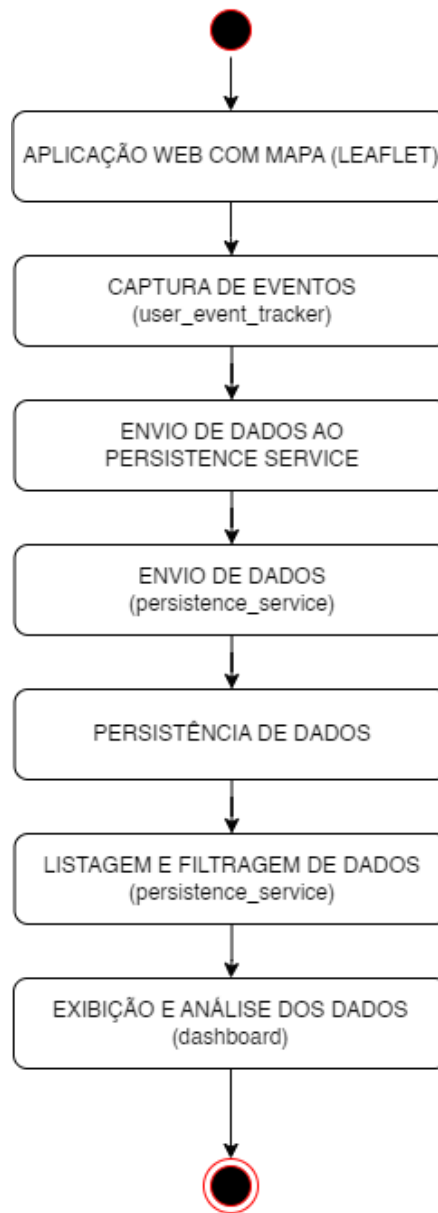 APLICAÇÃO WEB COM MAPA (LEAFLET)
CAPTURA DE EVENTOS
(user_event_tracker)
ENVIO DE DADOS AO
PERSISTENCE SERVICE
ENVIO DE DADOS
(persistence_service)
PERSISTÊNCIA DE DADOS
LISTAGEM E FILTRAGEM DE DADOS
(persistence_service)
EXIBIÇÃO E ANÁLISE DOS DADOS
(dashboard)